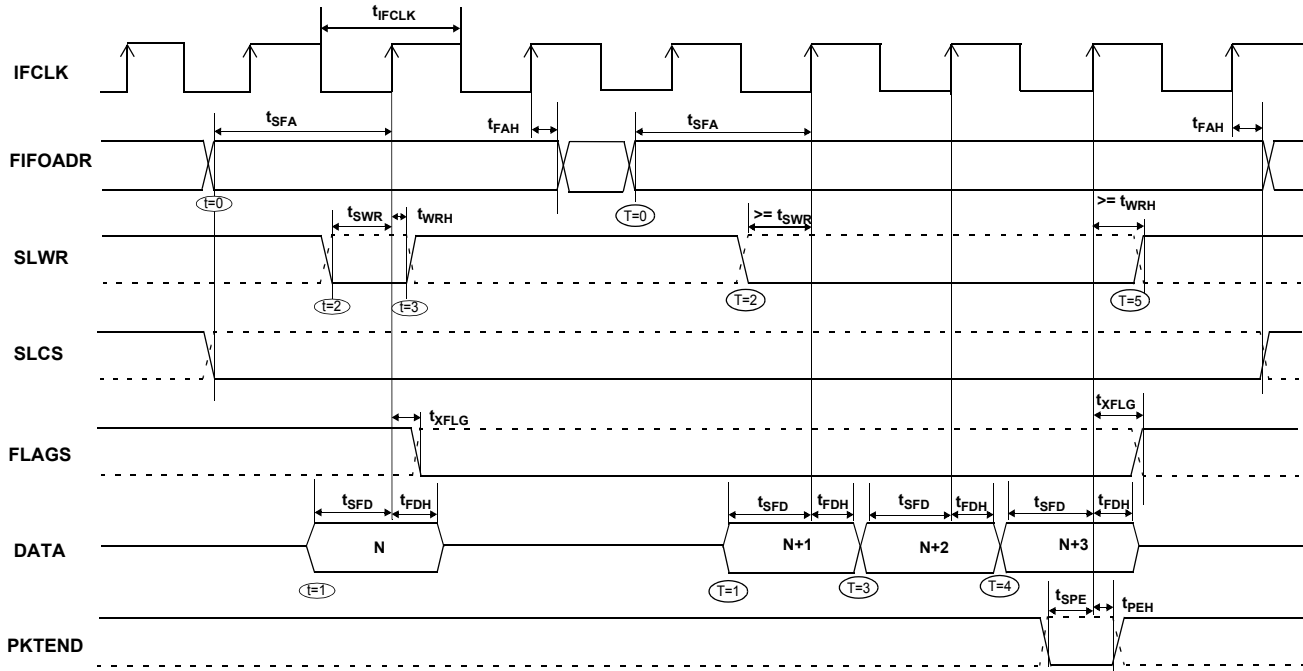 tIFCLK
IFCLK
tSFA tFAH tSFA tFAH
FIFOADR
t=0 T=0
tSWR tWRH >= tSWR >= tWRH
SLWR
t=2 t=3 T=2 T=5
SLCS
tXFLG tXFLG
FLAGS
tSFD tFDH tSFD tFDH tSFD tFDH tSFD tFDH
DATA N N+1 N+2 N+3
t=1 T=1 T=3 T=4
tSPE tPEH
PKTEND